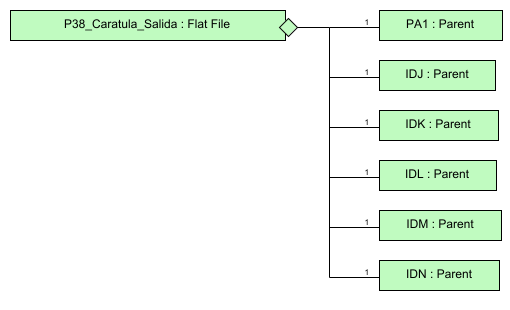 P38_Caratula_Salida : Flat File
1
PA1 : Parent
1
IDJ : Parent
1
IDK : Parent
1
IDL : Parent
1
IDM : Parent
1
IDN : Parent